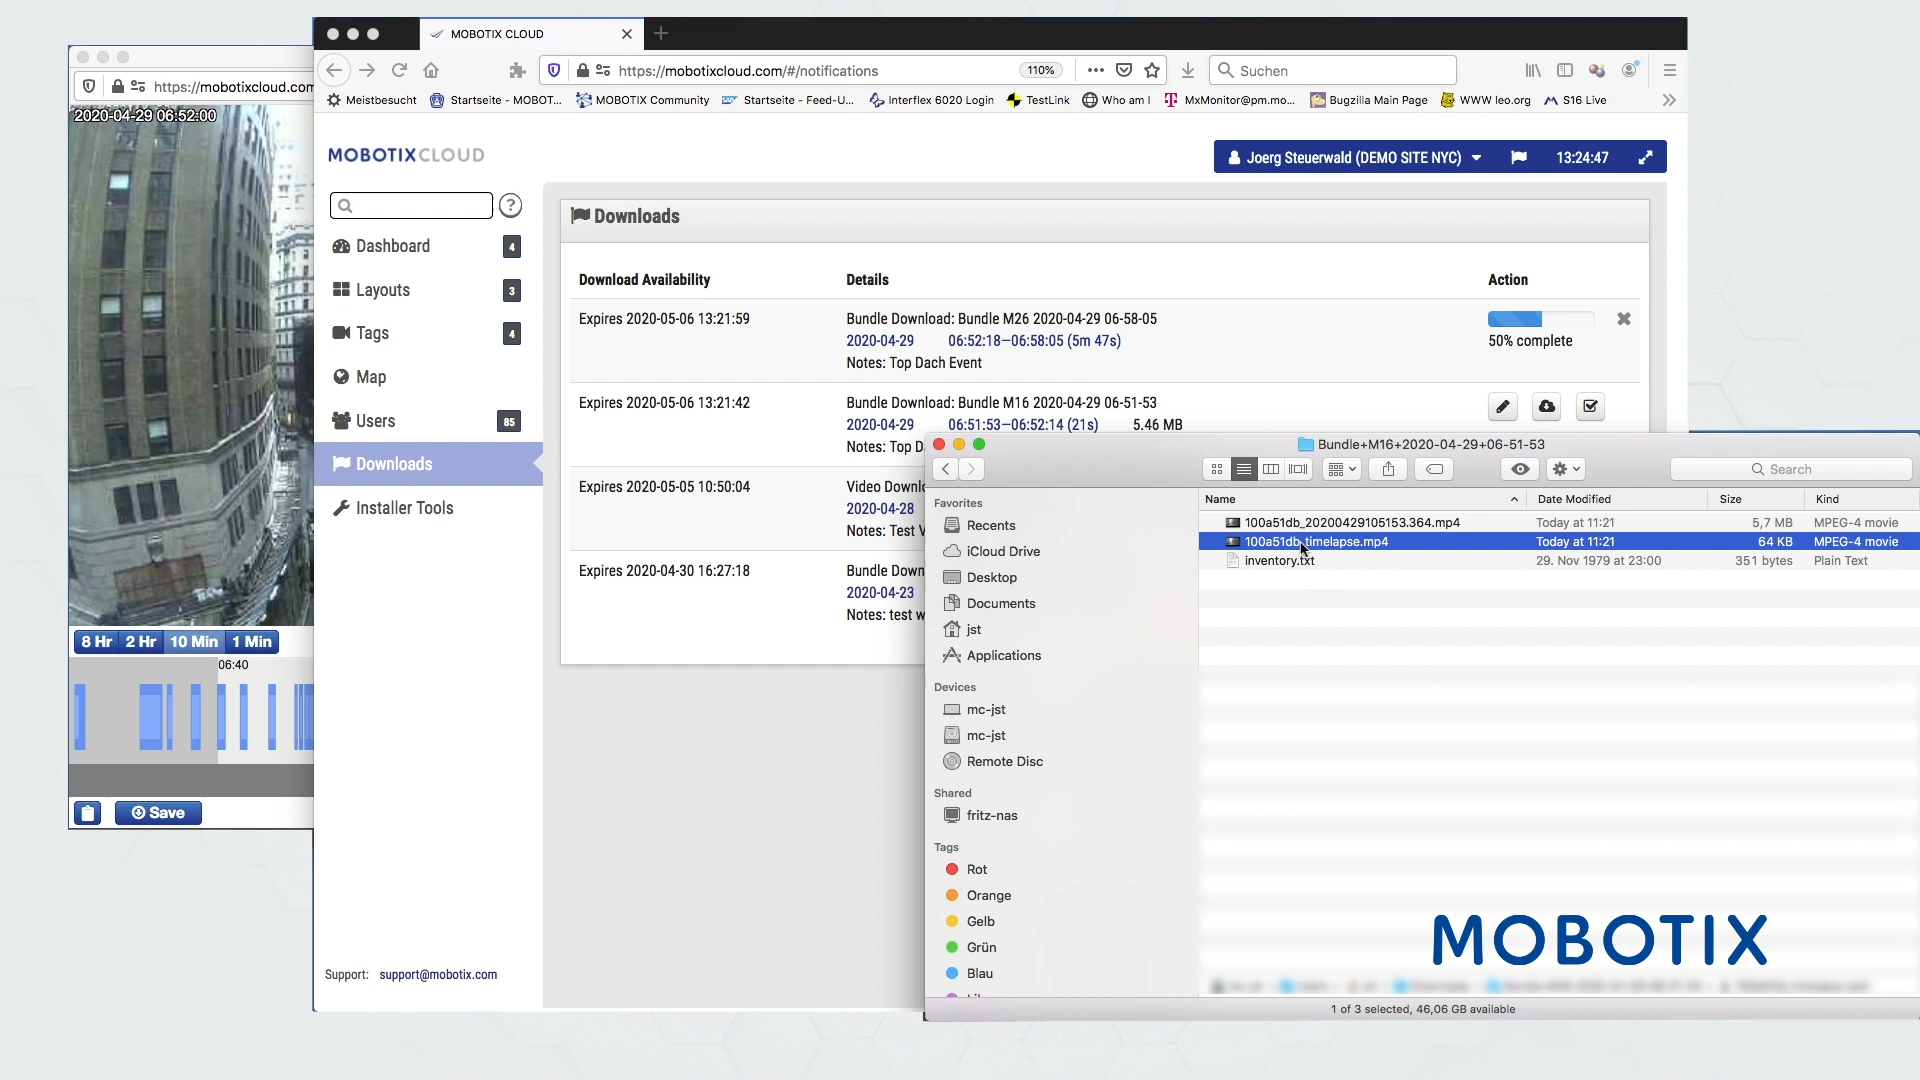 https://mobotixcloud.com
2020-04-29 06:52:00
8 Hr
2 Hr
10 Min
1 Min
06:40
Save
MOBOTIX CLOUD
https://mobotixcloud.com/#/notifications
110%
Suchen
Meistbesucht
Startseite - MOBOT...
MOBOTIX Community
Startseite - Feed-U...
Interflex 6020 Login
TestLink
Who am I
MxMonitor@pm.mo...
Bugzilla Main Page
WWW leo.org
S16 Live
MOBOTIXCLOUD
Joerg Steuerwald (DEMO SITE NYC)
13:24:47
?
Dashboard 4
Layouts 3
Tags 4
Map
Users 85
Downloads
Installer Tools
Support: support@mobotix.com
Downloads
Download Availability Details Action
Expires 2020-05-06 13:21:59
Bundle Download: Bundle M26 2020-04-29 06-58-05
2020-04-29 06:52:18—06:58:05 (5m 47s)
Notes: Top Dach Event
50% complete
Expires 2020-05-06 13:21:42
Bundle Download: Bundle M16 2020-04-29 06-51-53
2020-04-29 06:51:53—06:52:14 (21s) 5.46 MB
Notes: Top D
Expires 2020-05-05 10:50:04
Video Downl
2020-04-28
Notes: Test V
Expires 2020-04-30 16:27:18
Bundle Down
2020-04-23
Notes: test w
Bundle+M16+2020-04-29+06-51-53
Search
Favorites
Recents
iCloud Drive
Desktop
Documents
jst
Applications
Devices
mc-jst
mc-jst
Remote Disc
Shared
fritz-nas
Tags
Rot
Orange
Gelb
Grün
Blau
Name Date Modified Size Kind
100a51db_20200429105153.364.mp4 Today at 11:21 5,7 MB MPEG-4 movie
100a51db_timelapse.mp4 Today at 11:21 64 KB MPEG-4 movie
inventory.txt 29. Nov 1979 at 23:00 351 bytes Plain Text
MOBOTIX
1 of 3 selected, 46,06 GB available